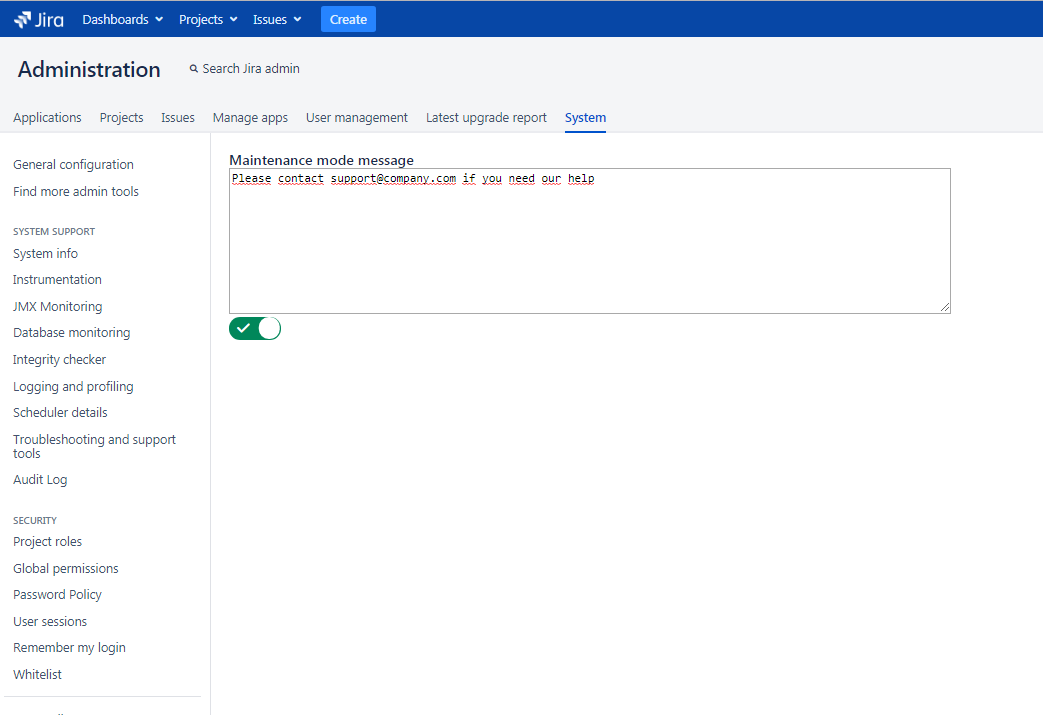 Jira Dashboards Projects Issues Create
Administration Search Jira admin
Applications Projects Issues Manage apps User management Latest upgrade report System
General configuration
Find more admin tools
SYSTEM SUPPORT
System info
Instrumentation
JMX Monitoring
Database monitoring
Integrity checker
Logging and profiling
Scheduler details
Troubleshooting and support
tools
Audit Log
SECURITY
Project roles
Global permissions
Password Policy
User sessions
Remember my login
Whitelist
Maintenance mode message
Please contact support@company.com if you need our help